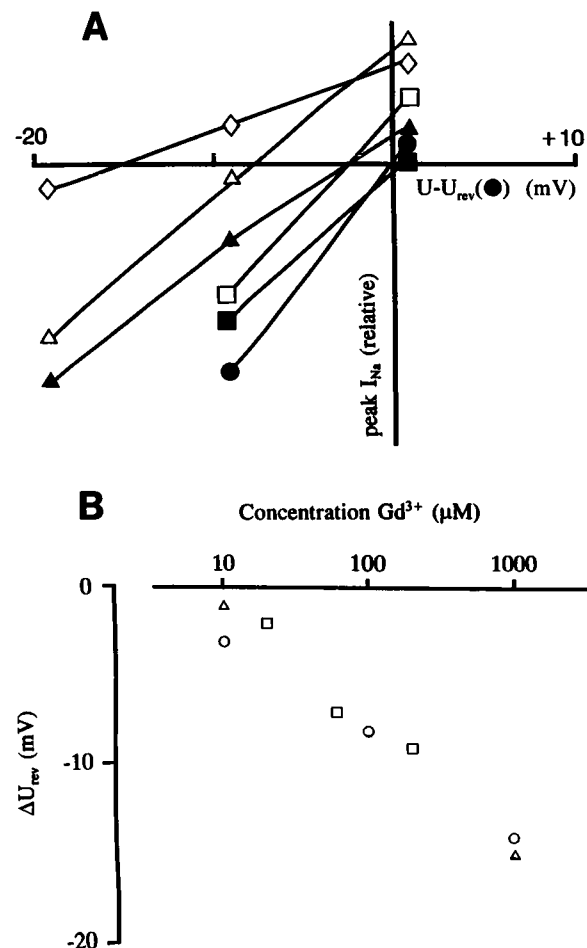 A
-20
+10
U-U_rev(●) (mV)
peak I_Na (relative)
B
Concentration Gd³⁺ (μM)
10
100
1000
0
-10
-20
ΔU_rev (mV)